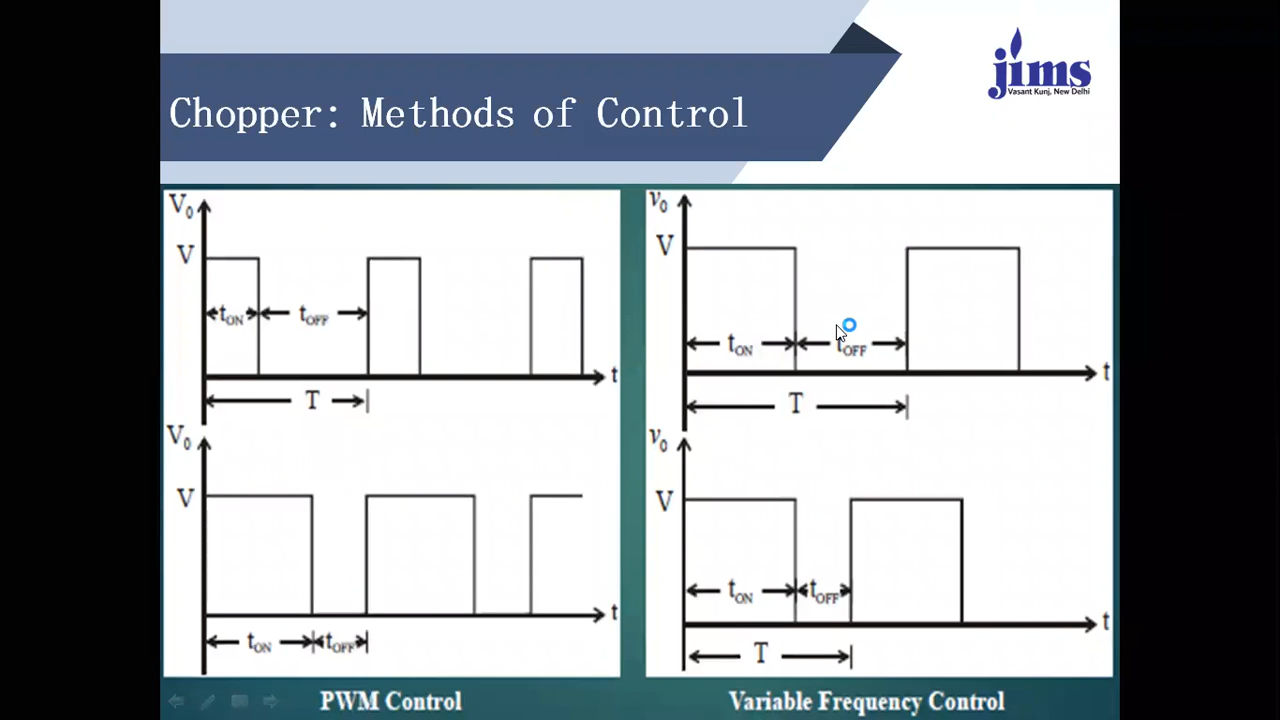 jims
Vasant Kunj, New Delhi
Chopper: Methods of Control
V0
V
tON
tOFF
t
T
V0
V
t
tON
tOFF
PWM Control
v0
V
tON
tOFF
t
T
v0
V
tON
tOFF
t
T
Variable Frequency Control